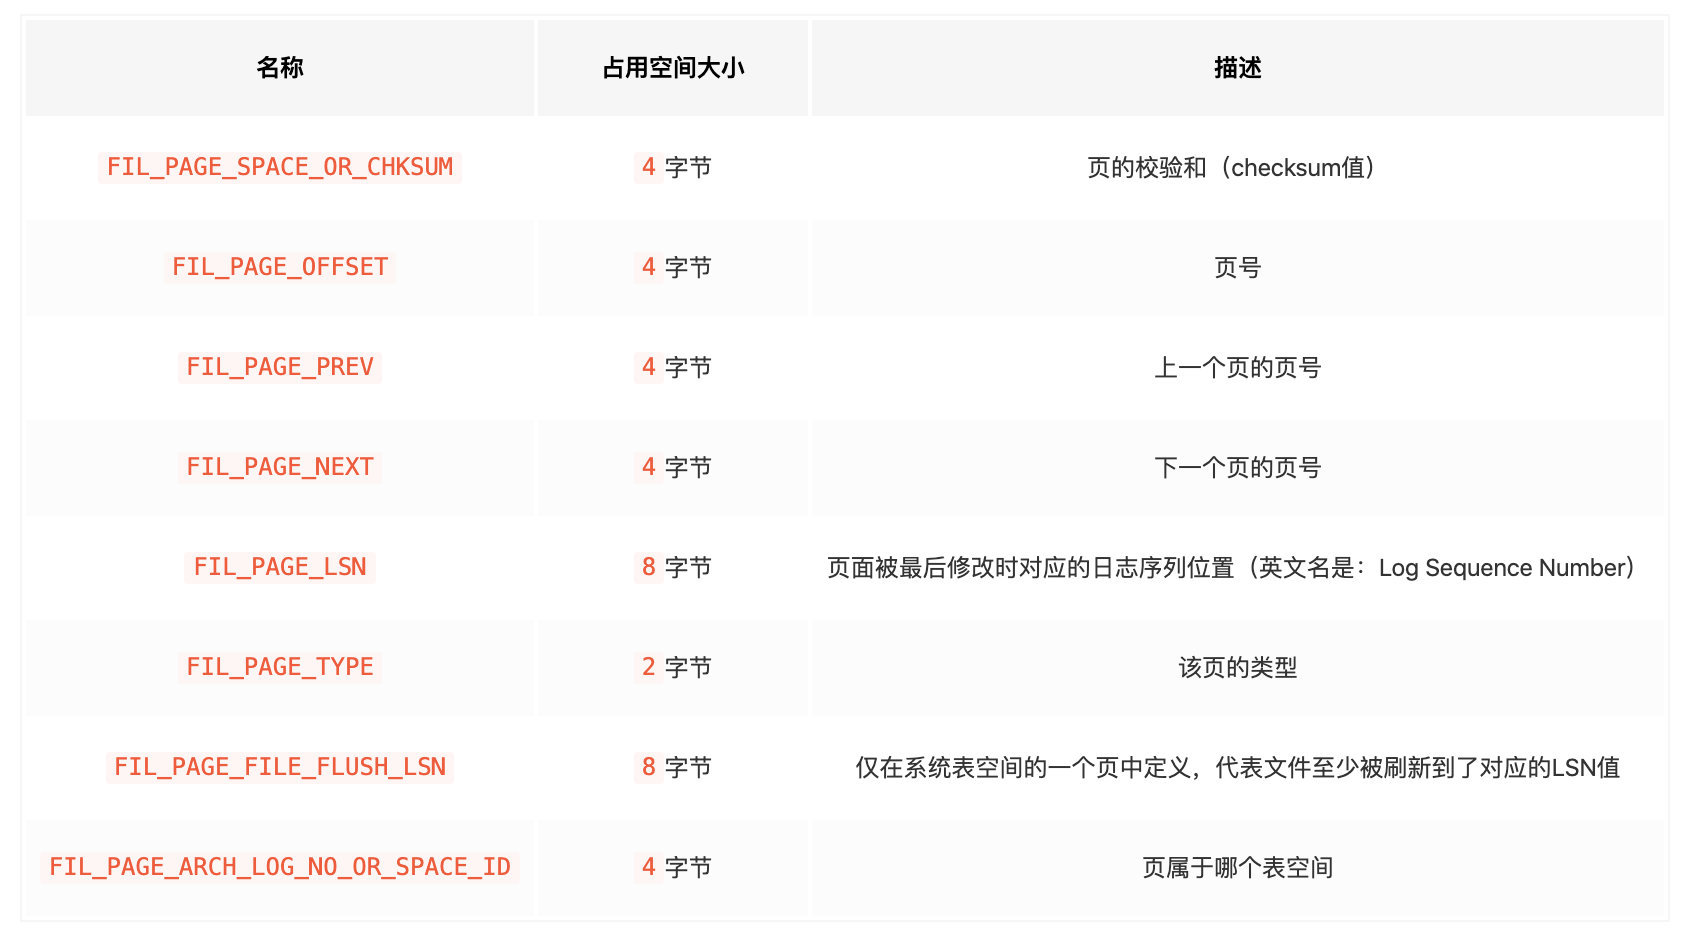 名称 占用空间大小 描述
FIL_PAGE_SPACE_OR_CHKSUM 4 字节 页的校验和（checksum值）
FIL_PAGE_OFFSET 4 字节 页号
FIL_PAGE_PREV 4 字节 上一个页的页号
FIL_PAGE_NEXT 4 字节 下一个页的页号
FIL_PAGE_LSN 8 字节 页面被最后修改时对应的日志序列位置（英文名是：Log Sequence Number）
FIL_PAGE_TYPE 2 字节 该页的类型
FIL_PAGE_FILE_FLUSH_LSN 8 字节 仅在系统表空间的一个页中定义，代表文件至少被刷新到了对应的LSN值
FIL_PAGE_ARCH_LOG_NO_OR_SPACE_ID 4 字节 页属于哪个表空间